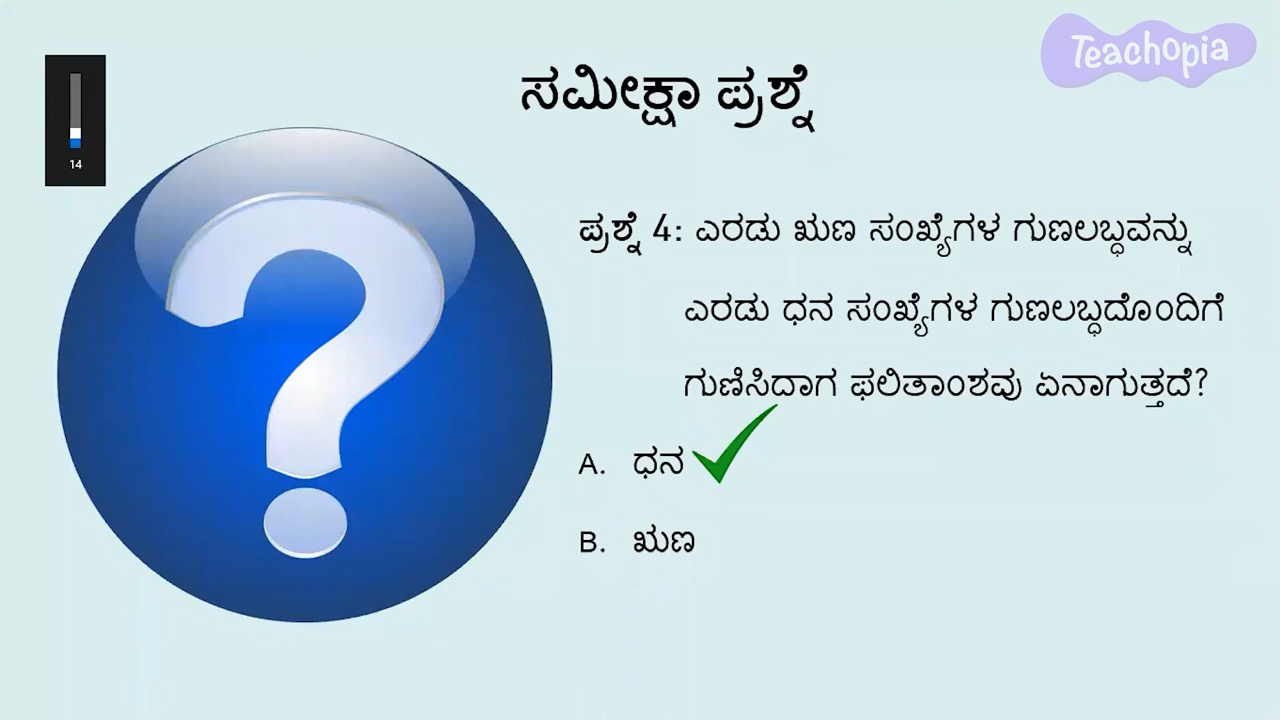 Teachopia
14
ಸಮೀಕ್ಷಾ ಪ್ರಶ್ನೆ
ಪ್ರಶ್ನೆ 4: ಎರಡು ಋಣ ಸಂಖ್ಯೆಗಳ ಗುಣಲಬ್ಧವನ್ನು
ಎರಡು ಧನ ಸಂಖ್ಯೆಗಳ ಗುಣಲಬ್ಧದೊಂದಿಗೆ
ಗುಣಿಸಿದಾಗ ಫಲಿತಾಂಶವು ಏನಾಗುತ್ತದೆ?
A. ಧನ
B. ಋಣ